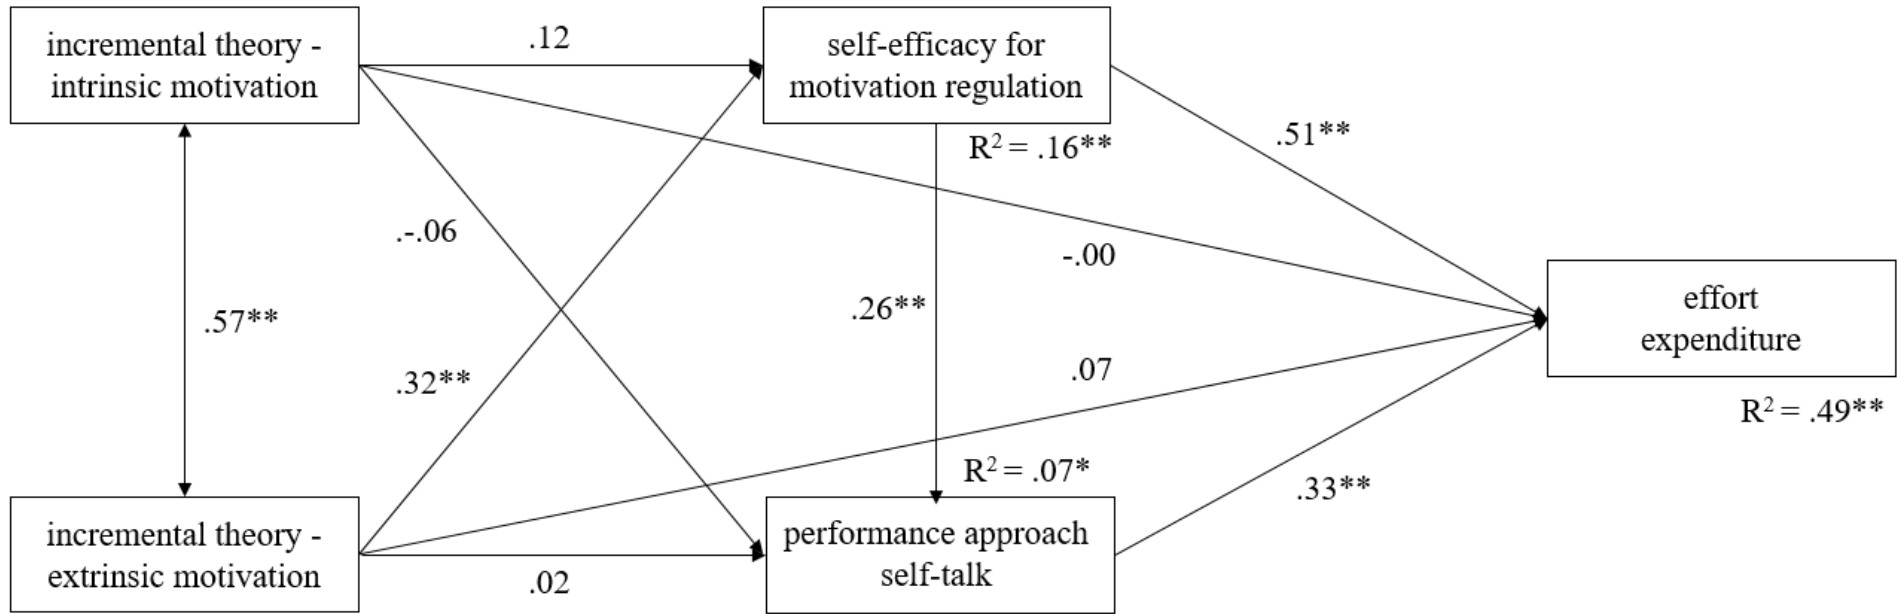 incremental theory -
intrinsic motivation
.12
self-efficacy for
motivation regulation
R² = .16**
.51**
.-.06
-.00
.57**
.26**
effort
expenditure
.32**
.07
R² = .49**
R² = .07*
.33**
incremental theory -
extrinsic motivation
.02
performance approach
self-talk